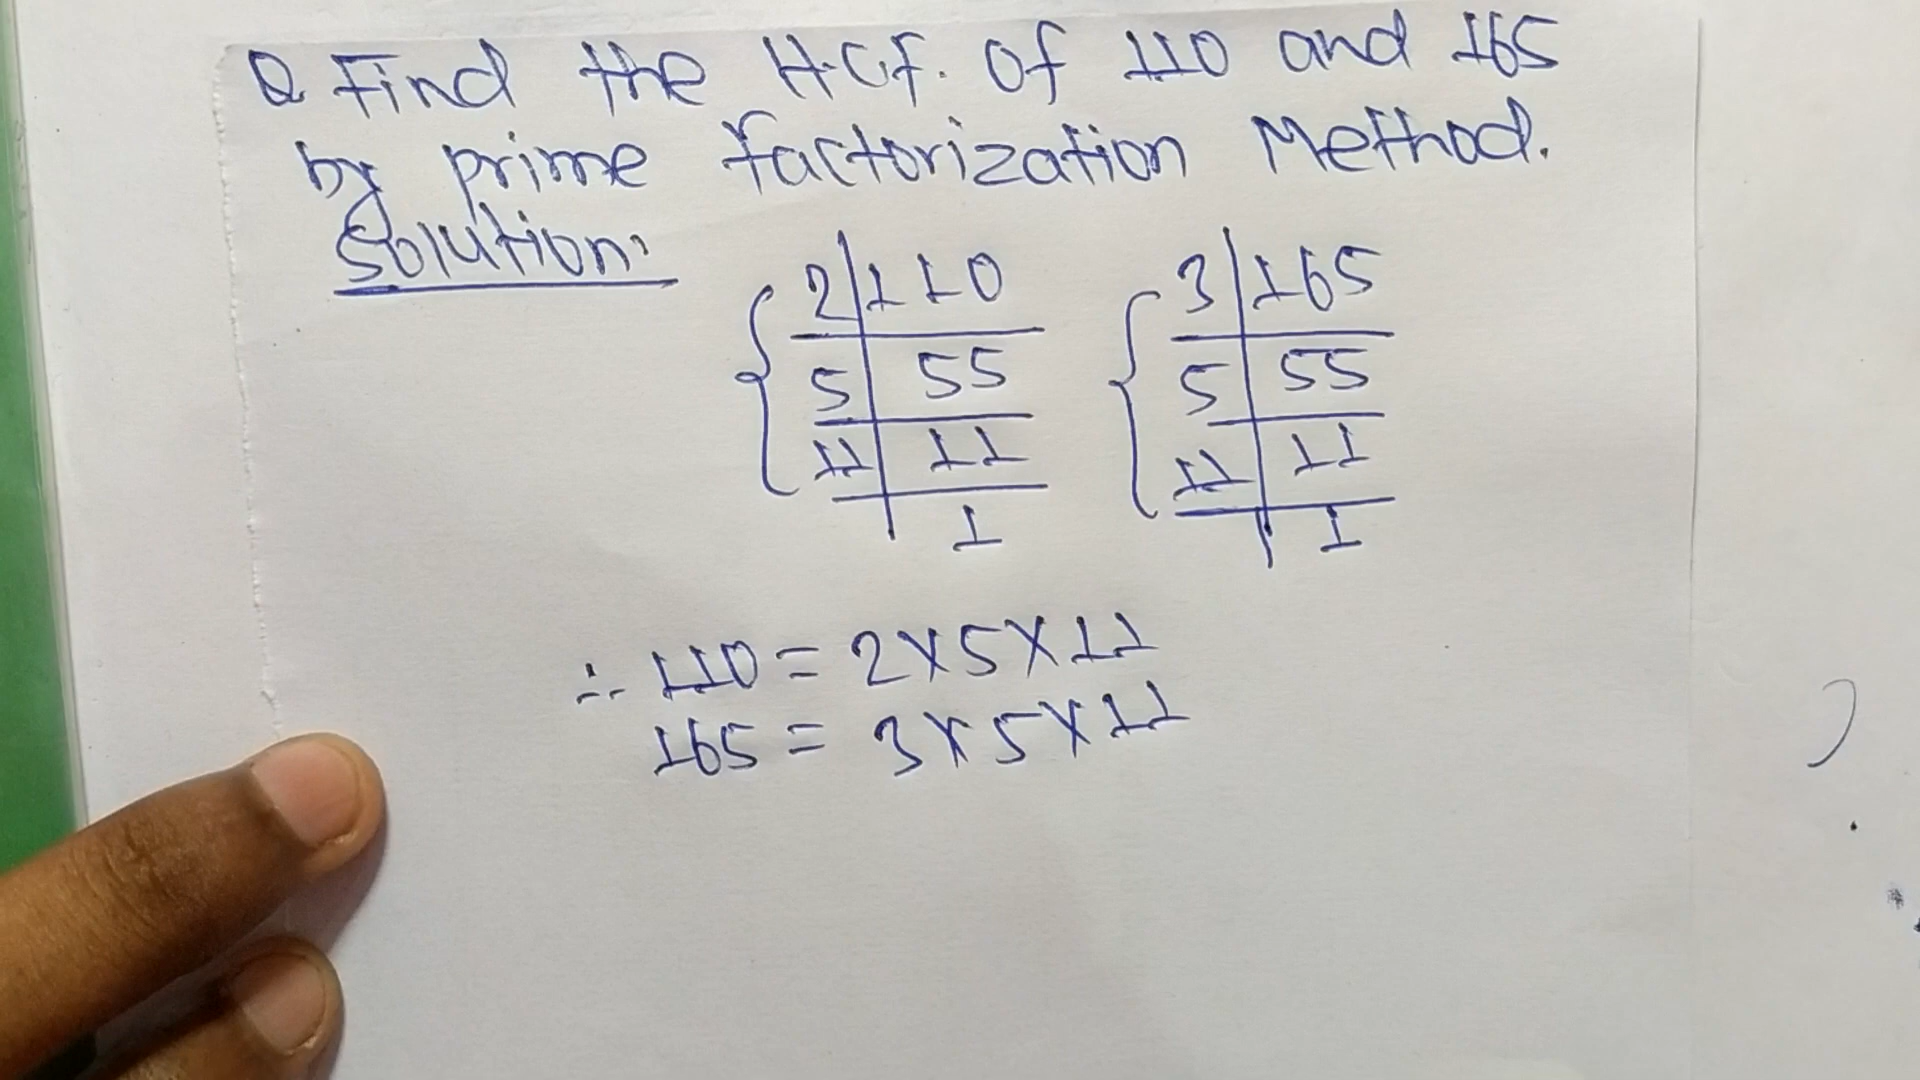 Q Find the H.C.F. of 110 and 165
by prime factorization Method.
Solution:
2 110
5 55
11 11
1
3 165
5 55
11 11
1
∴ 110 = 2×5×11
165 = 3×5×11